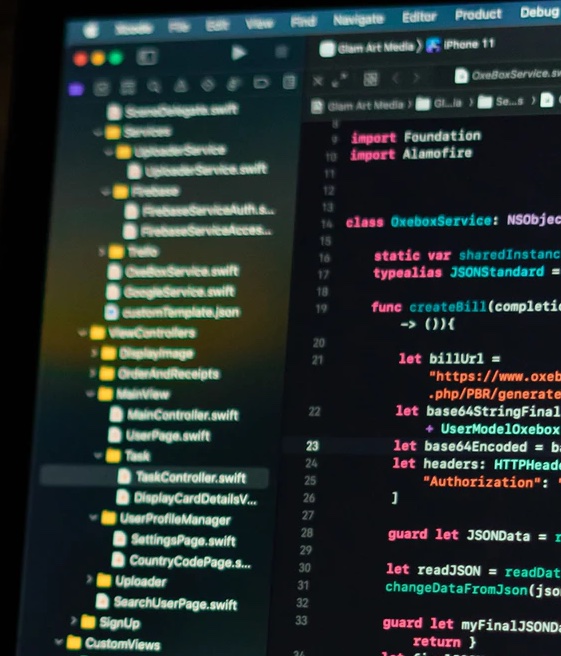 Xcode File Edit View Find Navigate Editor Product Debug
Glam Art Media iPhone 11
OxeBoxService.sw
Glam Art Media Gl...ia Se...s
SceneDelegate.swift
Services
UploaderService
UploaderService.swift
Firebase
FirebaseServiceAuth.s...
FirebaseServiceAcces...
Trello
OxeBoxService.swift
GoogleService.swift
customTemplate.json
ViewControllers
DisplayImage
OrderAndReceipts
MainView
MainController.swift
UserPage.swift
Task
TaskController.swift
DisplayCardDetailsV...
UserProfileManager
SettingsPage.swift
CountryCodePage.s...
Uploader
SearchUserPage.swift
SignUp
CustomViews
8
9 import Foundation
10 import Alamofire
11
12
13
14 class OxeboxService: NSObjec
15
16 static var sharedInstanc
17 typealias JSONStandard =
18
19 func createBill(completio
-> ()){
20
21 let billUrl =
"https://www.oxeb
.php/PBR/generate
22 let base64StringFinal
+ UserModelOxebox
23 let base64Encoded = ba
24 let headers: HTTPHeade
25 "Authorization": "
26 ]
27
28 guard let JSONData = r
29
30 let readJSON = readDat
31 changeDataFromJson(jso
32
33 guard let myFinalJSONDa
return }
34